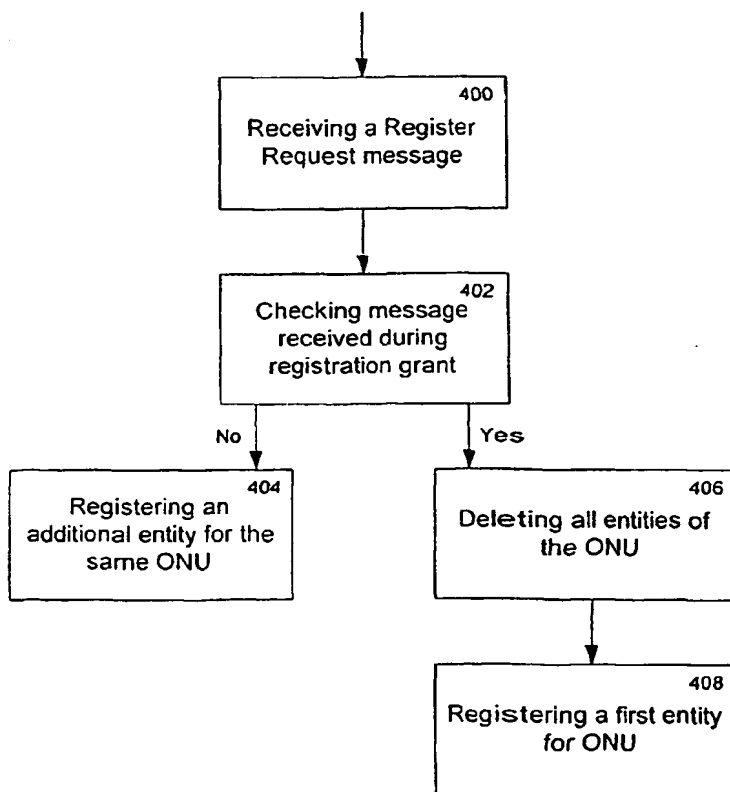 400
Receiving a Register
Request message
402
Checking message
received during
registration grant
No
Yes
404
Registering an
additional entity for the
same ONU
406
Deleting all entities of
the ONU
408
Registering a first entity
for ONU